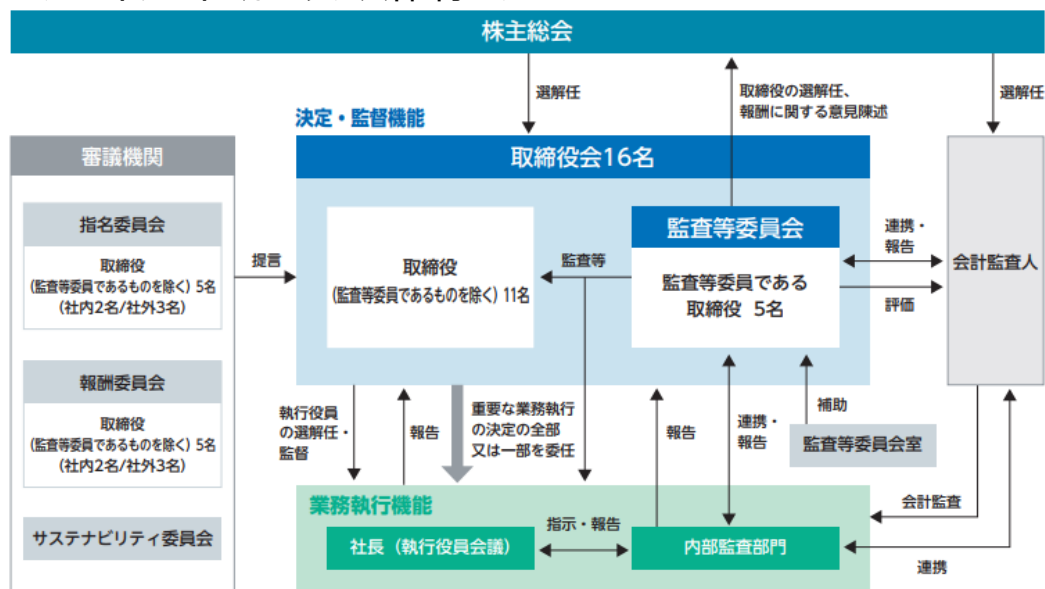 株主総会
選解任
取締役の選解任、
報酬に関する意見陳述
選解任
決定・監督機能
審議機関
取締役会16名
指名委員会
取締役
(監査等委員であるものを除く) 5名
(社内2名/社外3名)
提言
取締役
(監査等委員であるものを除く) 11名
監査等
監査等委員会
監査等委員である
取締役 5名
連携・
報告
評価
会計監査人
報酬委員会
取締役
(監査等委員であるものを除く) 5名
(社内2名/社外3名)
サステナビリティ委員会
執行役員
の選解任・
監督
報告
重要な業務執行
の決定の全部
又は一部を委任
報告
連携・
報告
補助
監査等委員会室
業務執行機能
社長（執行役員会議）
指示・報告
内部監査部門
会計監査
連携